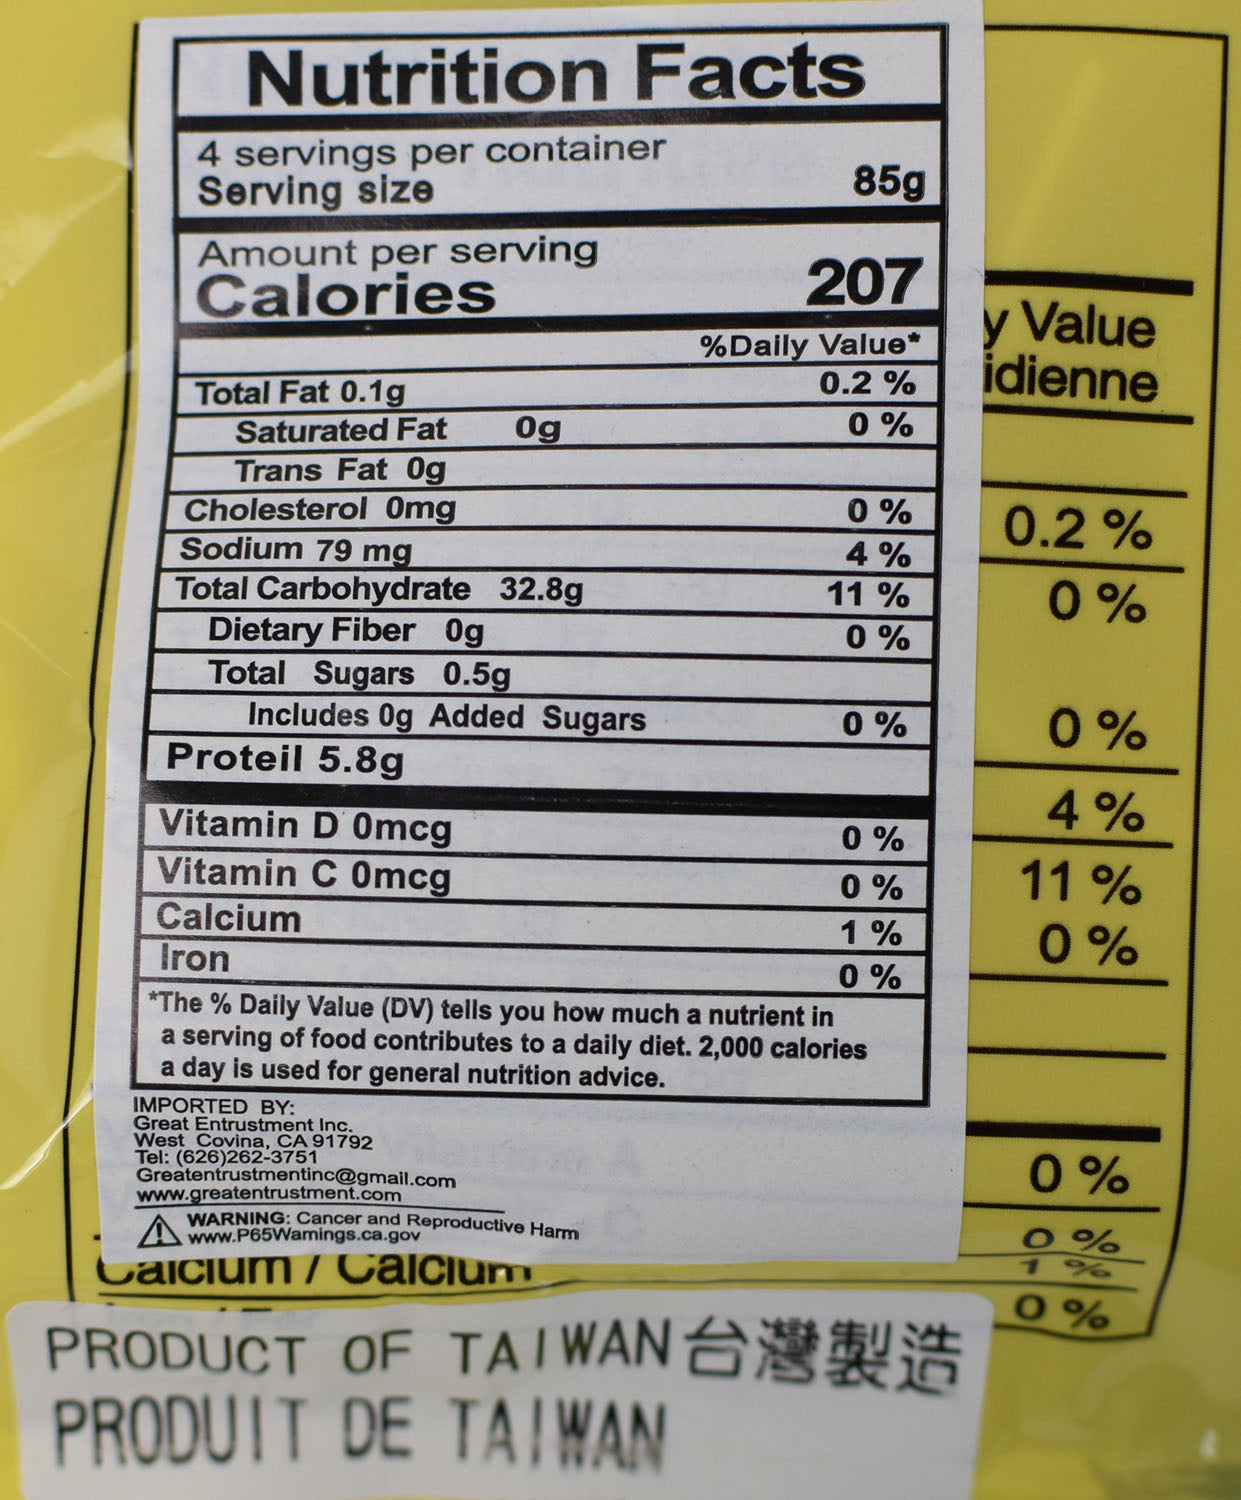 Nutrition Facts
4 servings per container
Serving size 85g
Amount per serving
Calories 207
%Daily Value*
Total Fat 0.1g 0.2 %
Saturated Fat 0g 0 %
Trans Fat 0g
Cholesterol 0mg 0 %
Sodium 79 mg 4 %
Total Carbohydrate 32.8g 11 %
Dietary Fiber 0g 0 %
Total Sugars 0.5g
Includes 0g Added Sugars 0 %
Proteil 5.8g
Vitamin D 0mcg 0 %
Vitamin C 0mcg 0 %
Calcium 1 %
Iron 0 %
*The % Daily Value (DV) tells you how much a nutrient in
a serving of food contributes to a daily diet. 2,000 calories
a day is used for general nutrition advice.
IMPORTED BY:
Great Entrustment Inc.
West Covina, CA 91792
Tel: (626)262-3751
Greatentrustmentinc@gmail.com
www.greatentrustment.com
WARNING: Cancer and Reproductive Harm
www.P65Warnings.ca.gov
y Value
idienne
0.2 %
0 %
0 %
4 %
11 %
0 %
0 %
0 %
Calcium / Calcium 1 %
0 %
PRODUCT OF TAIWAN 台灣製造
PRODUIT DE TAIWAN